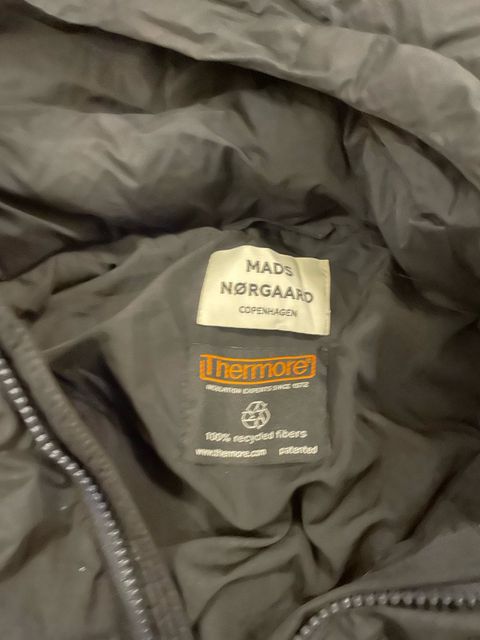 MADS
NØRGAARD
COPENHAGEN
Thermore
INSULATION EXPERTS SINCE 1972
100% recycled fibers
www.thermore.com patented